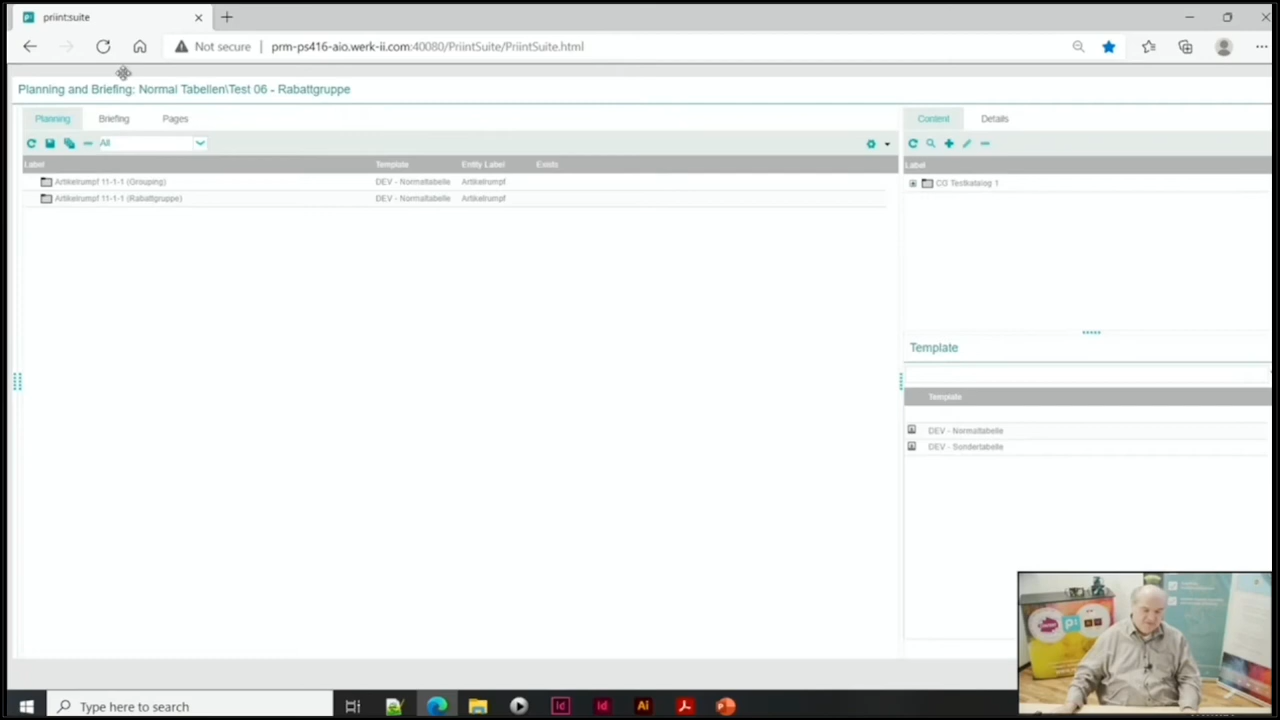 priint:suite
Not secure prm-ps416-aio.werk-ii.com:40080/PriintSuite/PriintSuite.html
Planning and Briefing: Normal Tabellen\Test 06 - Rabattgruppe
Planning Briefing Pages
All
Label Template Entity Label Exists
Artikelrumpf 11-1-1 (Grouping) DEV - Normaltabelle Artikelrumpf
Artikelrumpf 11-1-1 (Rabattgruppe) DEV - Normaltabelle Artikelrumpf
Content Details
Label
CG Testkatalog 1
Template
Template
DEV - Normaltabelle
DEV - Sondertabelle
Type here to search